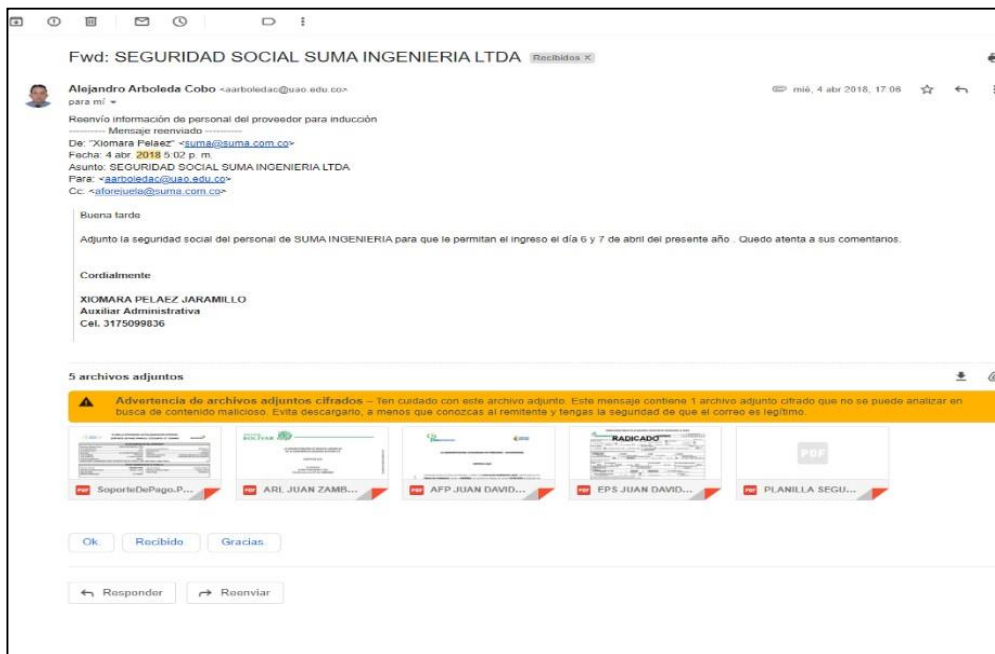 Fwd: SEGURIDAD SOCIAL SUMA INGENIERIA LTDA Recibidos ×
Alejandro Arboleda Cobo <aarboledac@uao.edu.co>
mié, 4 abr 2018, 17:06
para mí
Reenvío información de personal del proveedor para inducción
---------- Mensaje reenviado ----------
De: "Xiomara Pelaez" <suma@suma.com.co>
Fecha: 4 abr. 2018 5:02 p. m.
Asunto: SEGURIDAD SOCIAL SUMA INGENIERIA LTDA
Para: <aarboledac@uao.edu.co>
Cc: <aforejuela@suma.com.co>
Buena tarde
Adjunto la seguridad social del personal de SUMA INGENIERIA para que le permitan el ingreso el día 6 y 7 de abril del presente año . Quedo atenta a sus comentarios.
Cordialmente
XIOMARA PELAEZ JARAMILLO
Auxiliar Administrativa
Cel. 3175099836
5 archivos adjuntos
Advertencia de archivos adjuntos cifrados – Ten cuidado con este archivo adjunto. Este mensaje contiene 1 archivo adjunto cifrado que no se puede analizar en
busca de contenido malicioso. Evita descargarlo, a menos que conozcas al remitente y tengas la seguridad de que el correo es legítimo.
BOLIVAR
RADICADO
PDF
PDF SoporteDePago.P...
PDF ARL JUAN ZAMB...
PDF AFP JUAN DAVID...
PDF EPS JUAN DAVID...
PDF PLANILLA SEGU...
Ok.
Recibido.
Gracias.
Responder
Reenviar